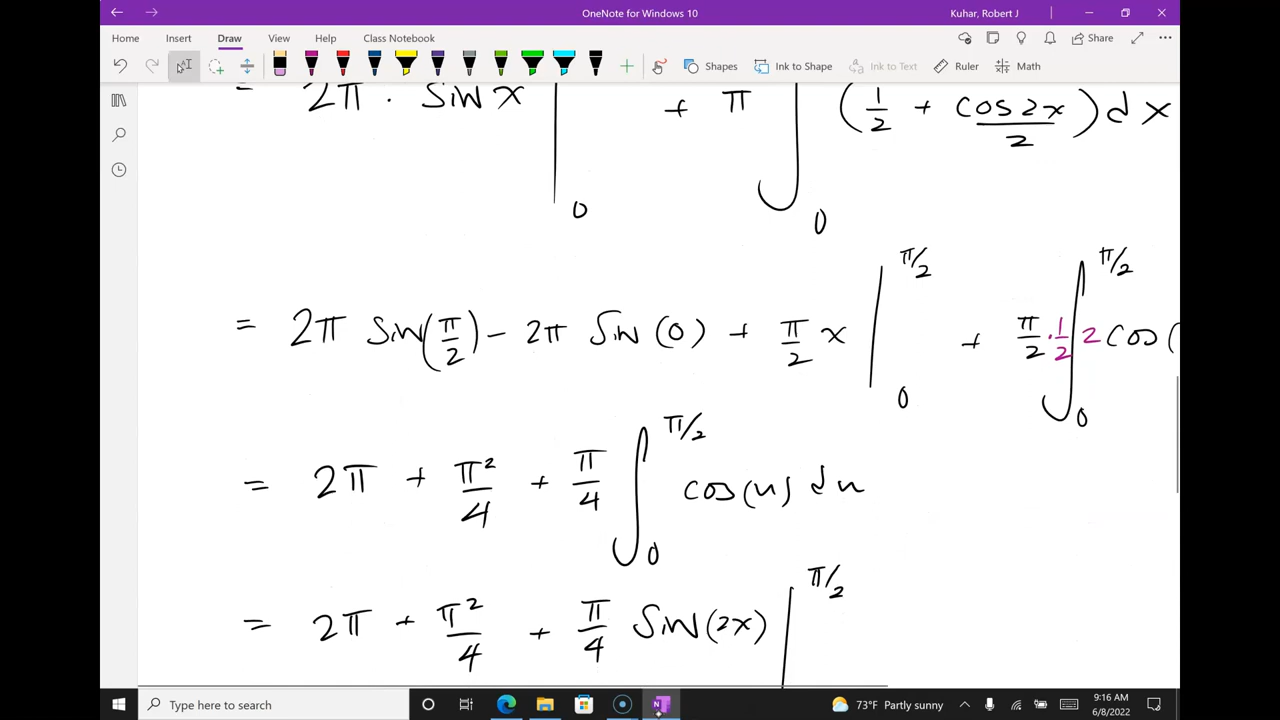 OneNote for Windows 10
Kuhar, Robert J
Home Insert Draw View Help Class Notebook
Share
Shapes Ink to Shape Ink to Text Ruler Math
= 2π · sin x | 0 + π ∫ 0 (1/2 + cos2x/2) dx
= 2π sin(π/2) - 2π sin(0) + π/2 x | 0 π/2 + π/2 · 1/2 ∫ 0 π/2 2 cos(
= 2π + π²/4 + π/4 ∫ 0 π/2 cos(u) du
= 2π + π²/4 + π/4 sin(2x) | π/2
Type here to search
73°F Partly sunny
9:16 AM
6/8/2022